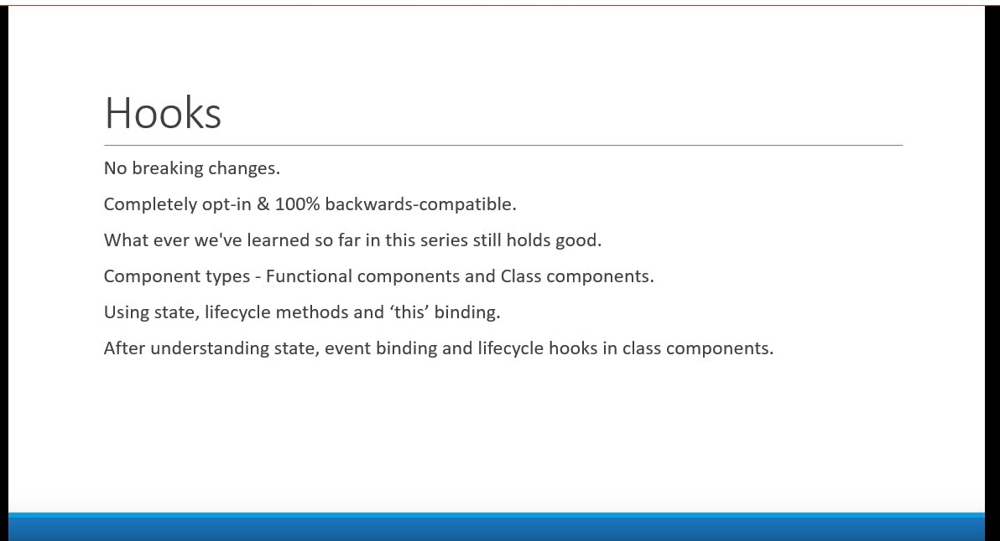 Hooks
No breaking changes.
Completely opt-in & 100% backwards-compatible.
What ever we've learned so far in this series still holds good.
Component types - Functional components and Class components.
Using state, lifecycle methods and ‘this’ binding.
After understanding state, event binding and lifecycle hooks in class components.